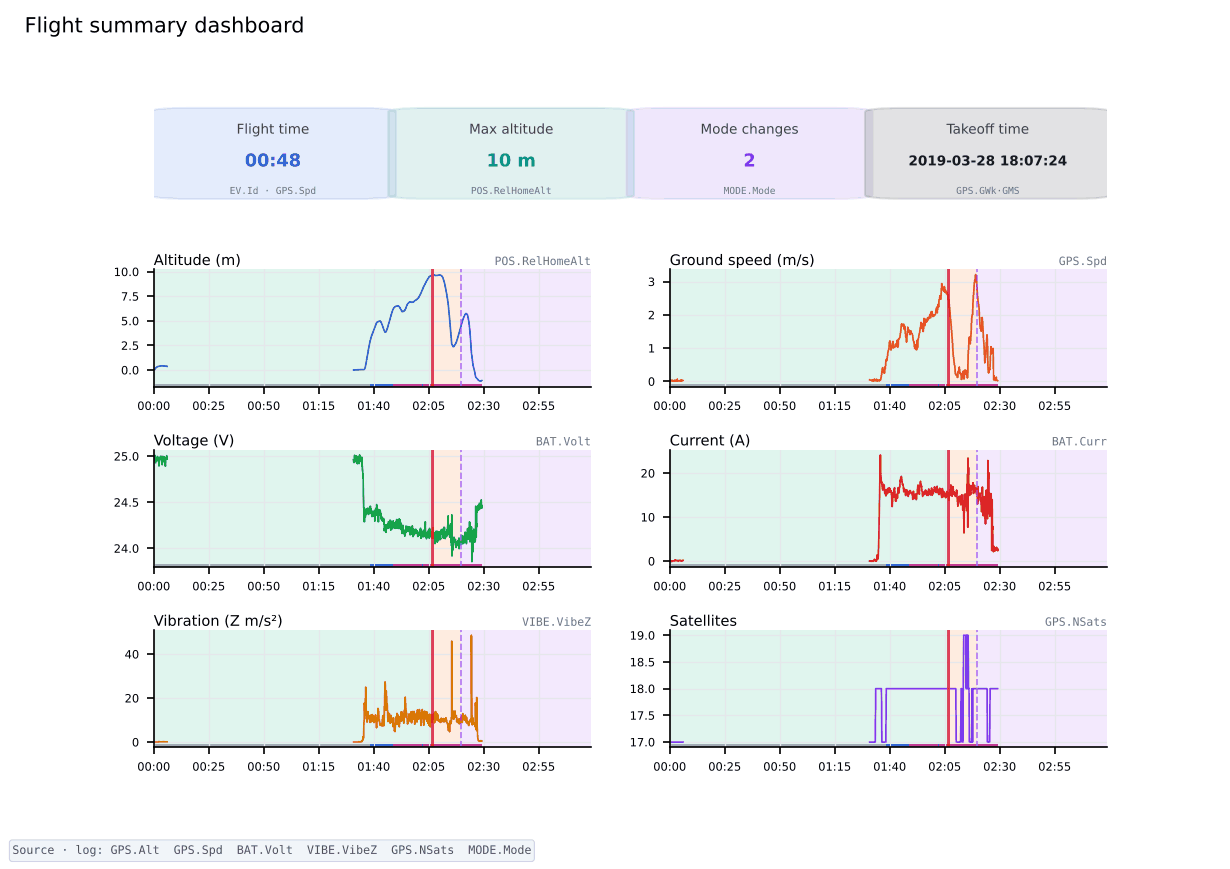 Flight summary dashboard
Flight time Max altitude Mode changes Takeoff time
00:48 10 m 2 2019-03-28 18:07:24
EV.Id · GPS.Spd POS.RelHomeAlt MODE.Mode GPS.GWk·GMS
Altitude (m) POS.RelHomeAlt
10.0
7.5
5.0
2.5
0.0
00:00 00:25 00:50 01:15 01:40 02:05 02:30 02:55
Ground speed (m/s) GPS.Spd
3
2
1
0
00:00 00:25 00:50 01:15 01:40 02:05 02:30 02:55
Voltage (V) BAT.Volt
25.0
24.5
24.0
00:00 00:25 00:50 01:15 01:40 02:05 02:30 02:55
Current (A) BAT.Curr
20
10
0
00:00 00:25 00:50 01:15 01:40 02:05 02:30 02:55
Vibration (Z m/s²) VIBE.VibeZ
40
20
0
00:00 00:25 00:50 01:15 01:40 02:05 02:30 02:55
Satellites GPS.NSats
19.0
18.5
18.0
17.5
17.0
00:00 00:25 00:50 01:15 01:40 02:05 02:30 02:55
Source · log: GPS.Alt GPS.Spd BAT.Volt VIBE.VibeZ GPS.NSats MODE.Mode